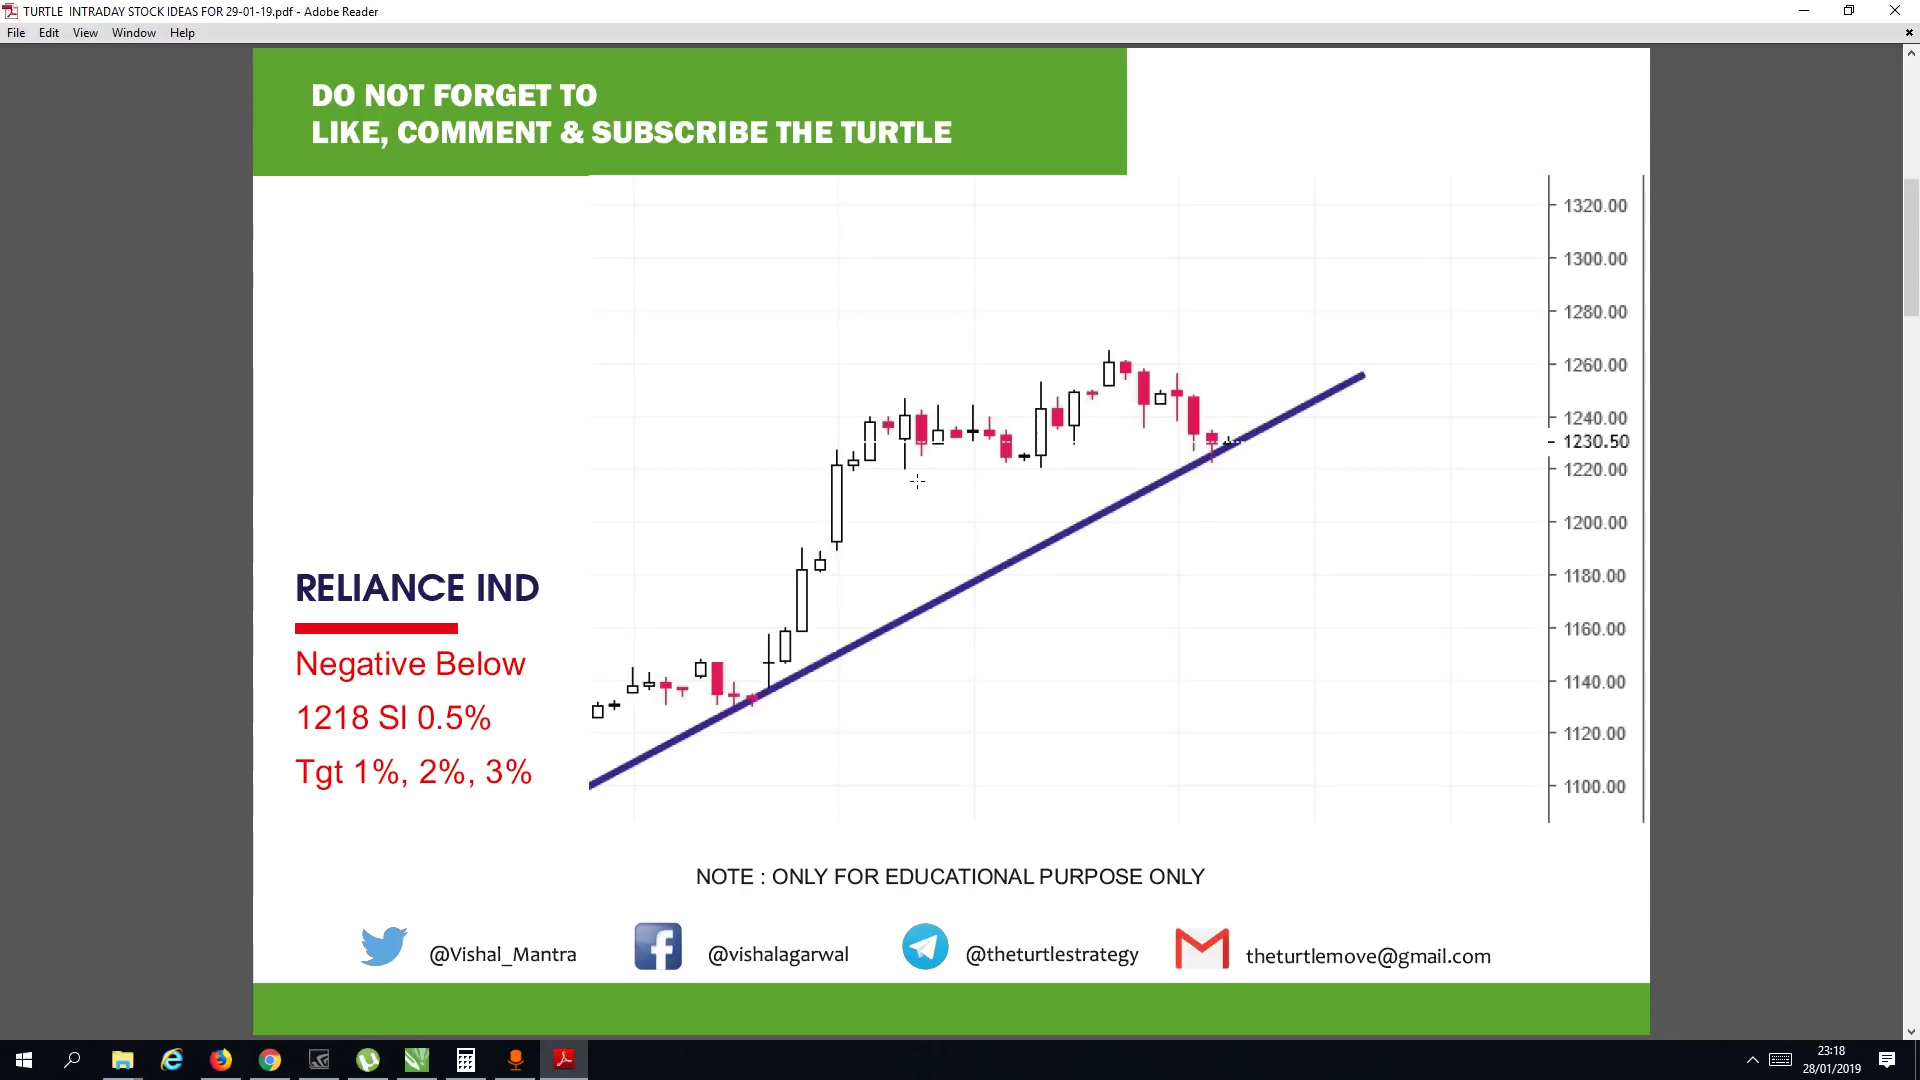 TURTLE  INTRADAY STOCK IDEAS FOR 29-01-19.pdf - Adobe Reader
File Edit View Window Help
DO NOT FORGET TO
LIKE, COMMENT & SUBSCRIBE THE TURTLE
1320.00
1300.00
1280.00
1260.00
1240.00
1230.50
1220.00
1200.00
1180.00
1160.00
1140.00
1120.00
1100.00
RELIANCE IND
Negative Below
1218 Sl 0.5%
Tgt 1%, 2%, 3%
NOTE : ONLY FOR EDUCATIONAL PURPOSE ONLY
@Vishal_Mantra @vishalagarwal @theturtlestrategy theturtlemove@gmail.com
23:18
28/01/2019